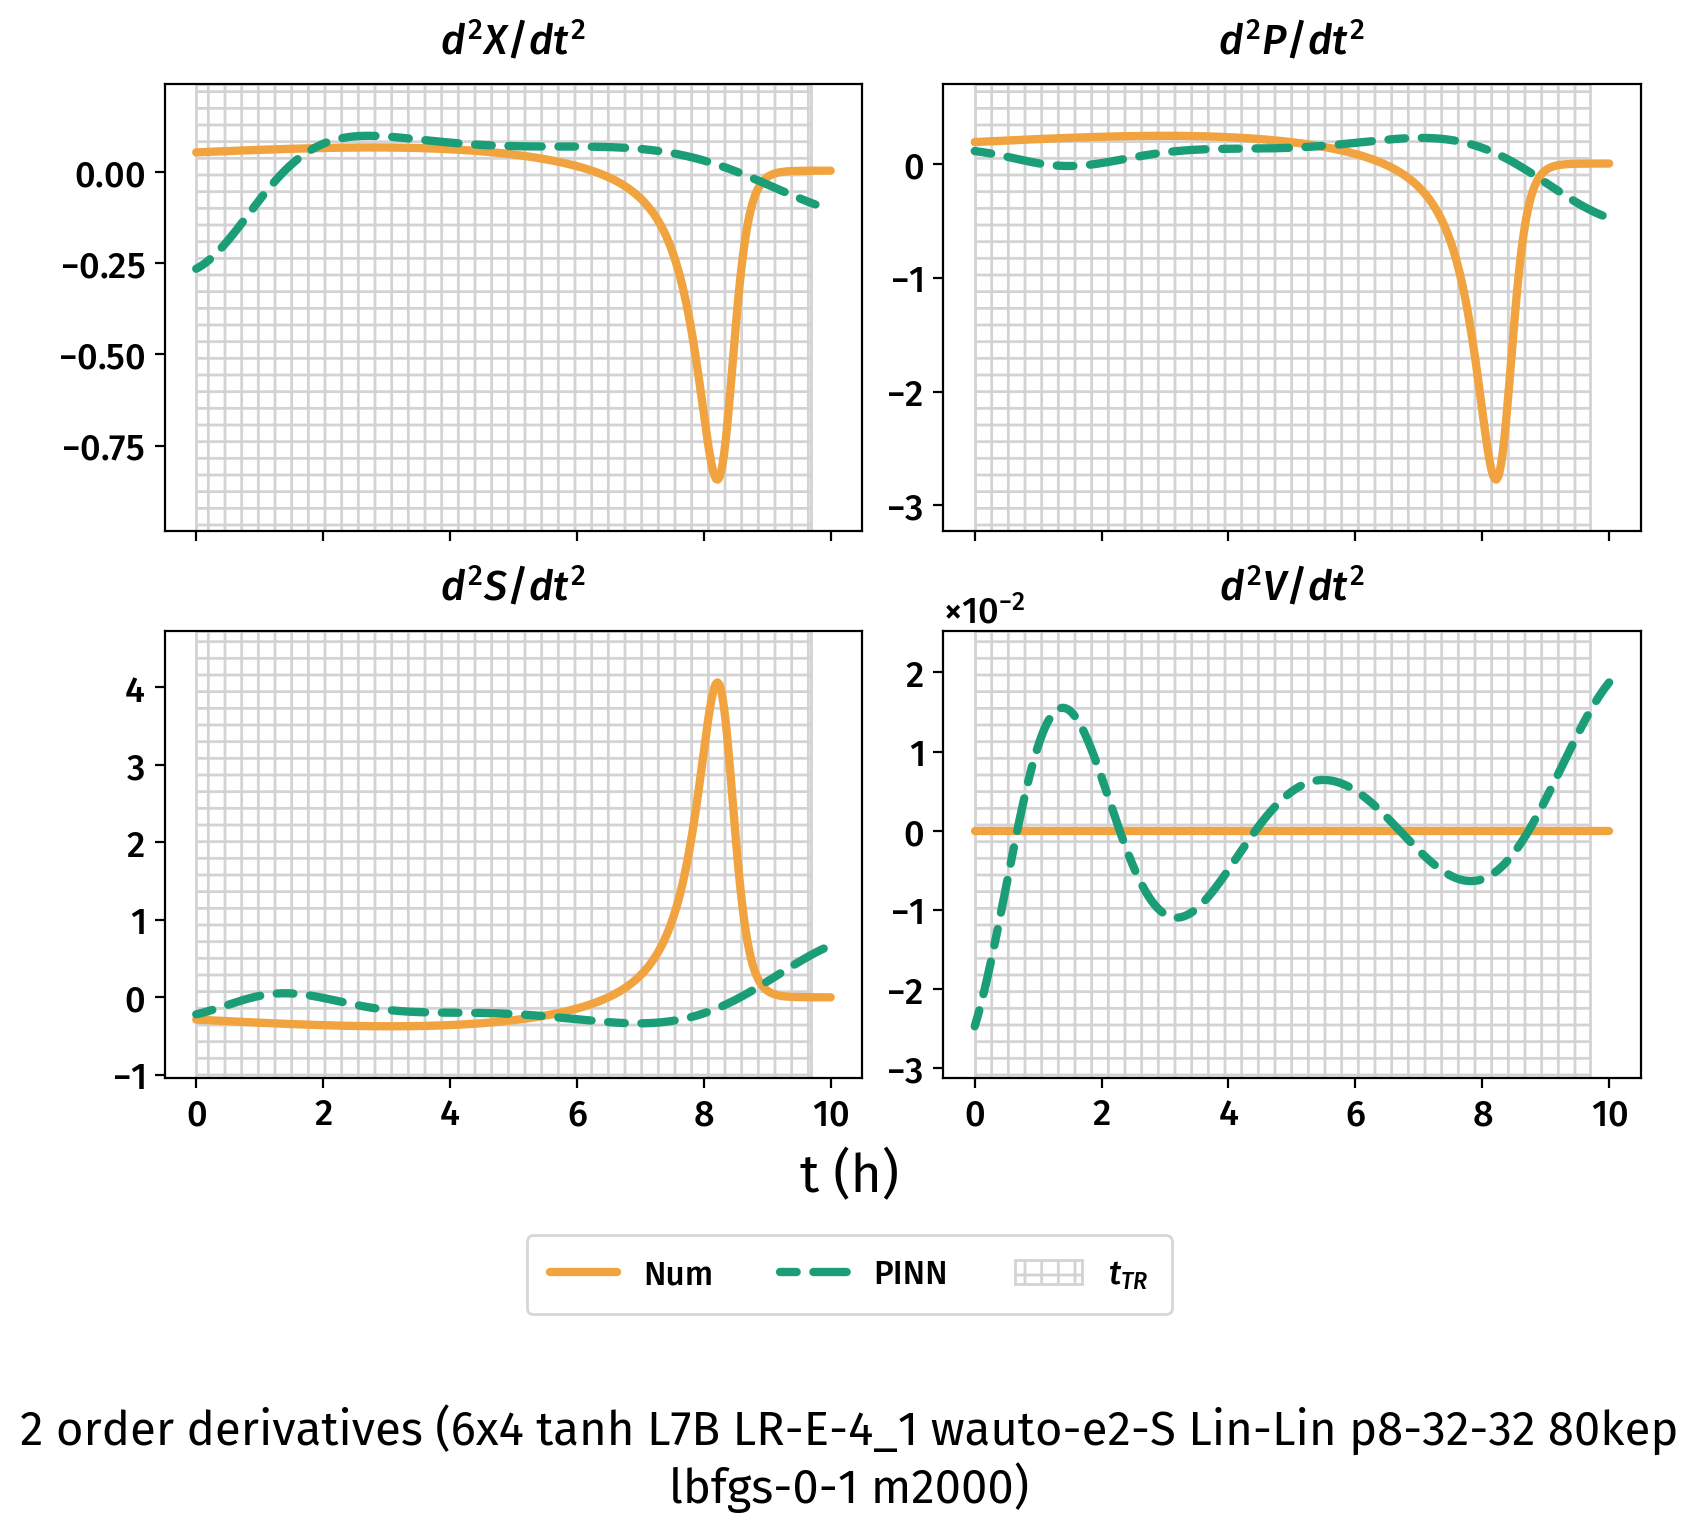 d²X/dt²
d²P/dt²
0.00
−0.25
−0.50
−0.75
0
−1
−2
−3
d²S/dt²
d²V/dt²
×10⁻²
4
3
2
1
0
−1
2
1
0
−1
−2
−3
0 2 4 6 8 10
0 2 4 6 8 10
t (h)
Num PINN t_TR
2 order derivatives (6x4 tanh L7B LR-E-4_1 wauto-e2-S Lin-Lin p8-32-32 80kep
lbfgs-0-1 m2000)